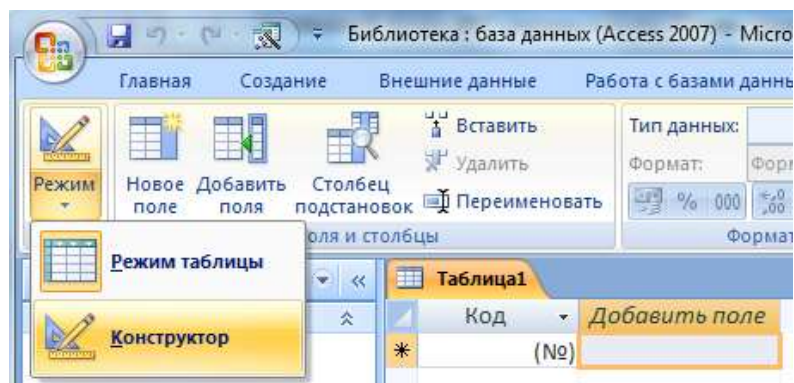 Библиотека : база данных (Access 2007) - Micro
Главная Создание Внешние данные Работа с базами данны
Режим
Новое поле
Добавить поля
Столбец подстановок
Вставить
Удалить
Переименовать
Тип данных:
Формат: Фор
% 000 ,00
оля и столбцы
Формат
Режим таблицы
Конструктор
Таблица1
Код Добавить поле
(№)